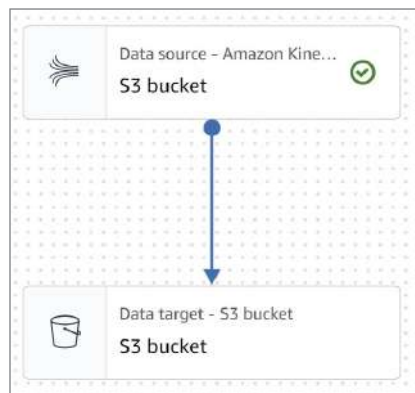 Data source - Amazon Kine...
S3 bucket
Data target - S3 bucket
S3 bucket